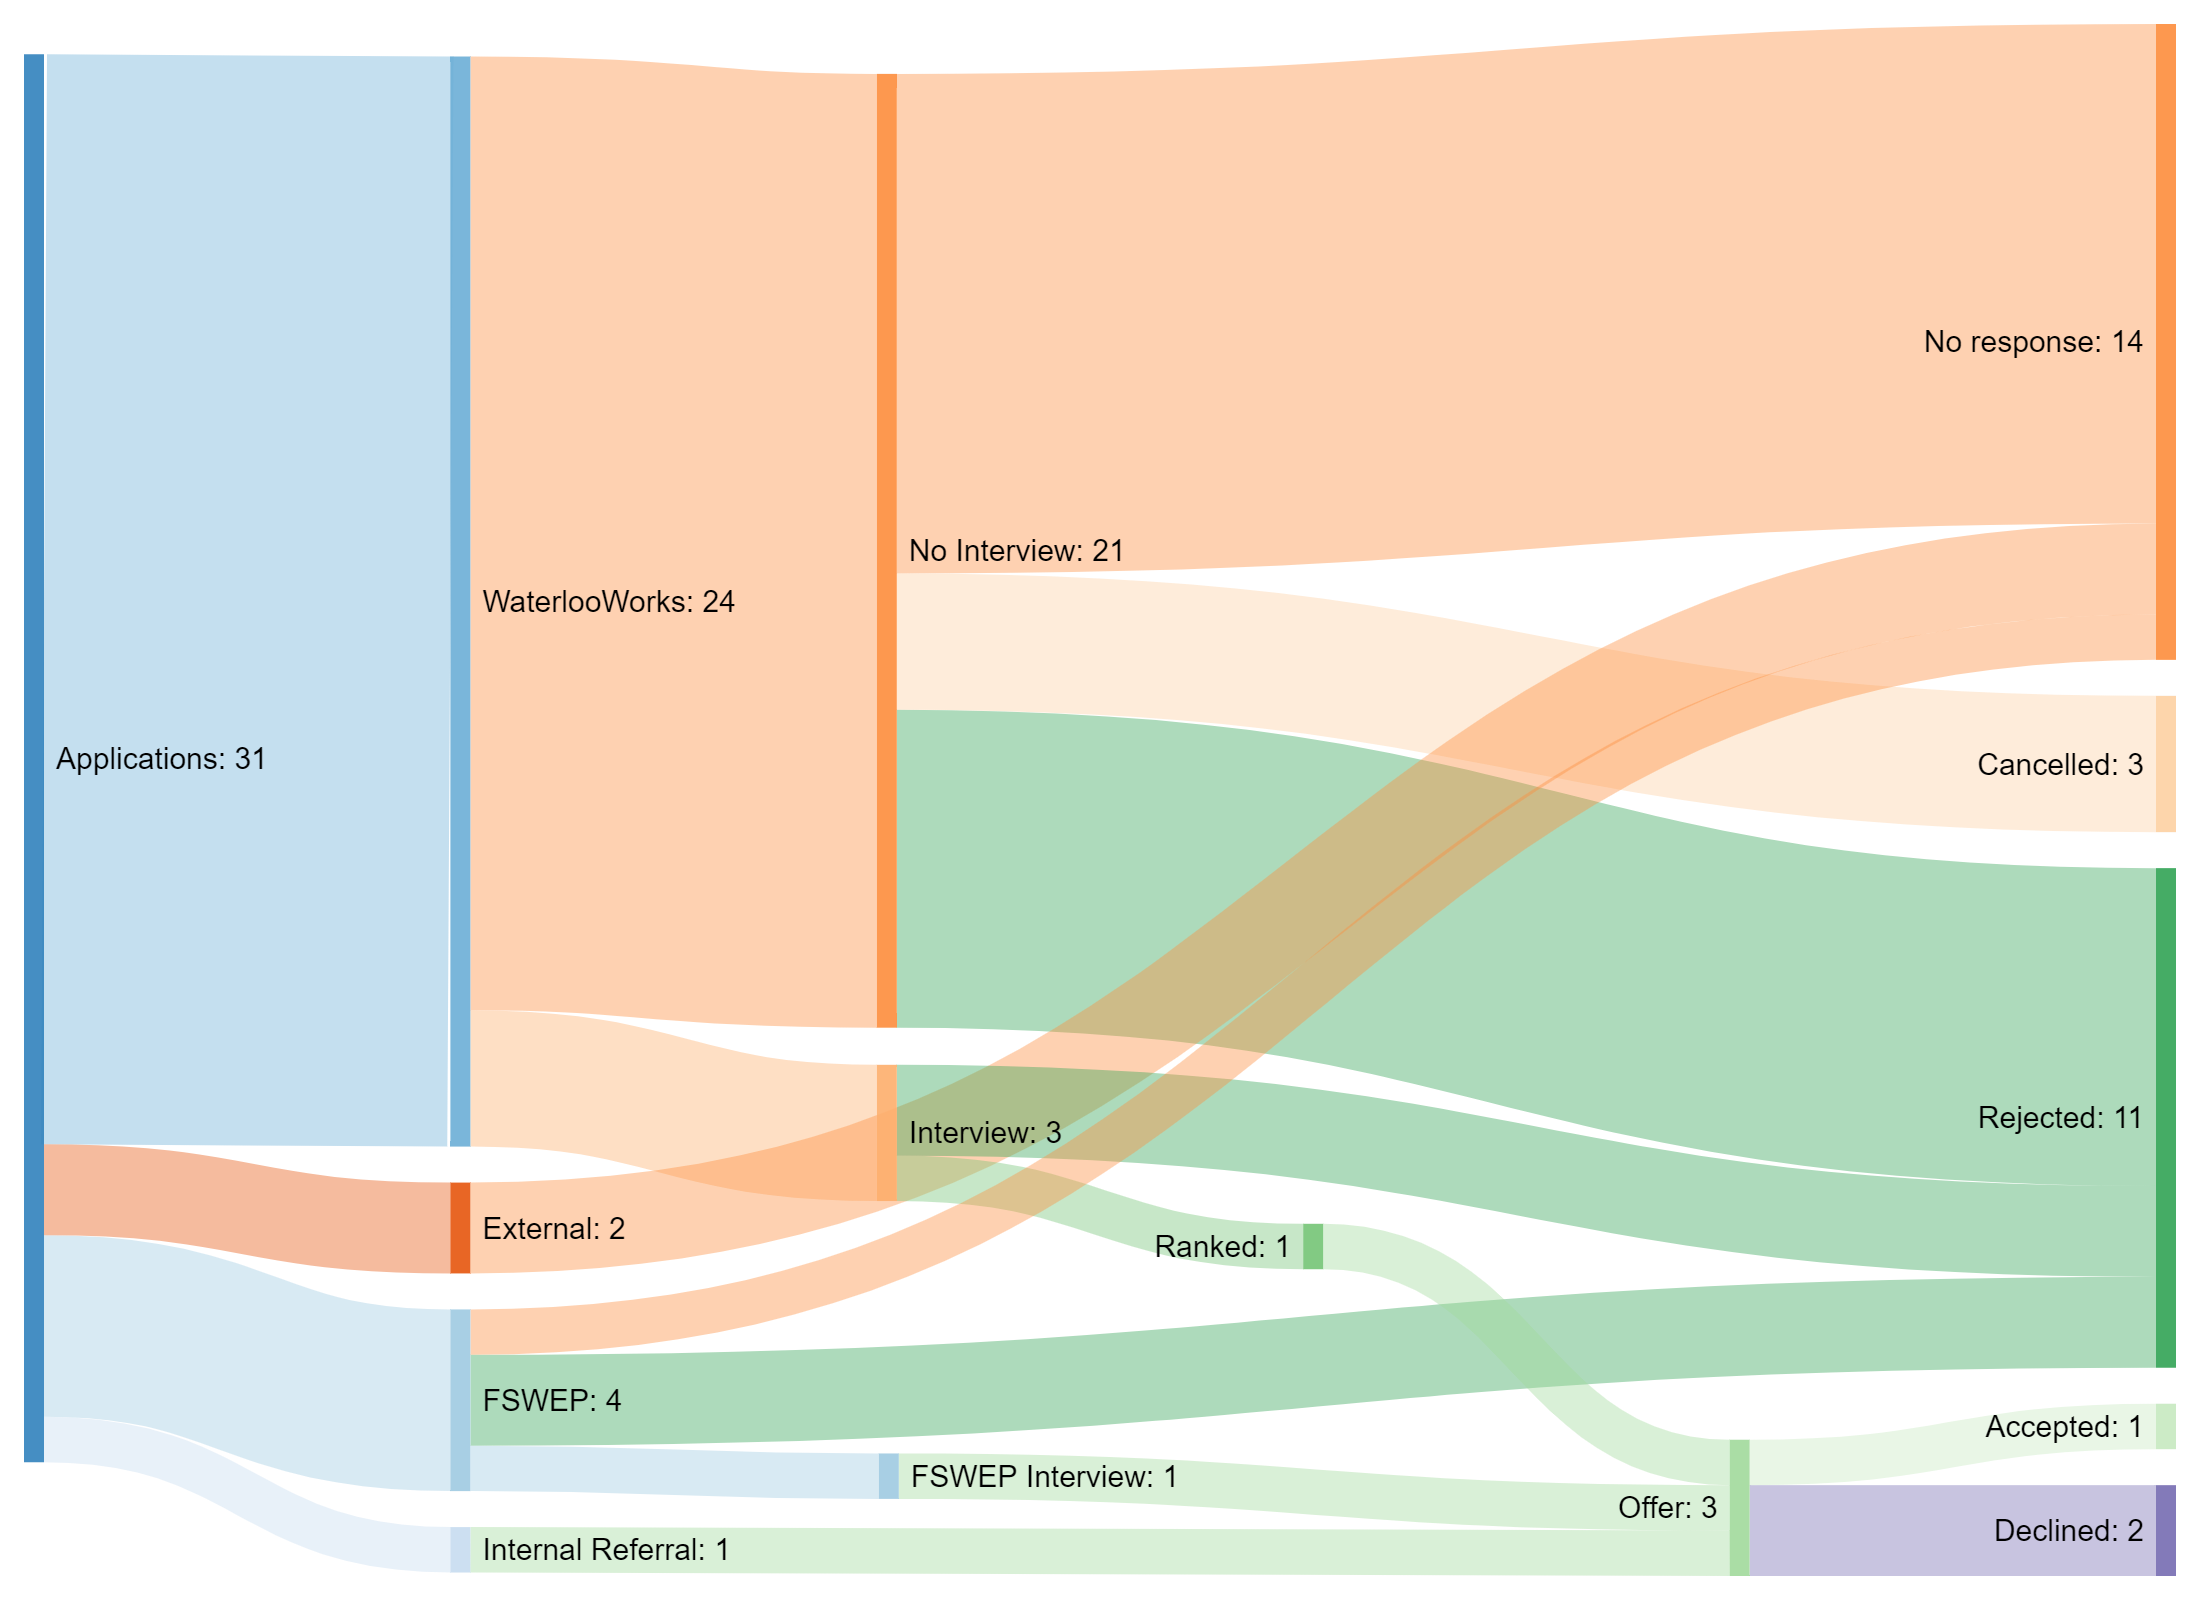 Applications: 31
WaterlooWorks: 24
External: 2
FSWEP: 4
Internal Referral: 1
No Interview: 21
Interview: 3
FSWEP Interview: 1
Ranked: 1
Offer: 3
No response: 14
Cancelled: 3
Rejected: 11
Accepted: 1
Declined: 2